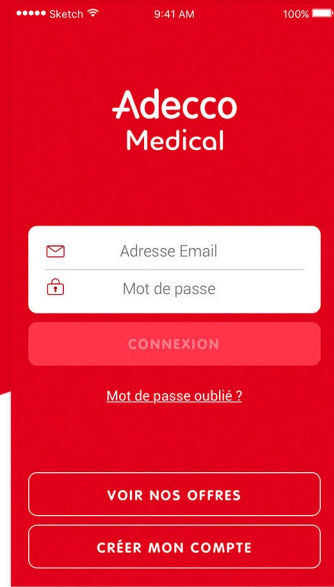 Sketch 9:41 AM 100%
Adecco
Medical
Adresse Email
Mot de passe
CONNEXION
Mot de passe oublié ?
VOIR NOS OFFRES
CRÉER MON COMPTE